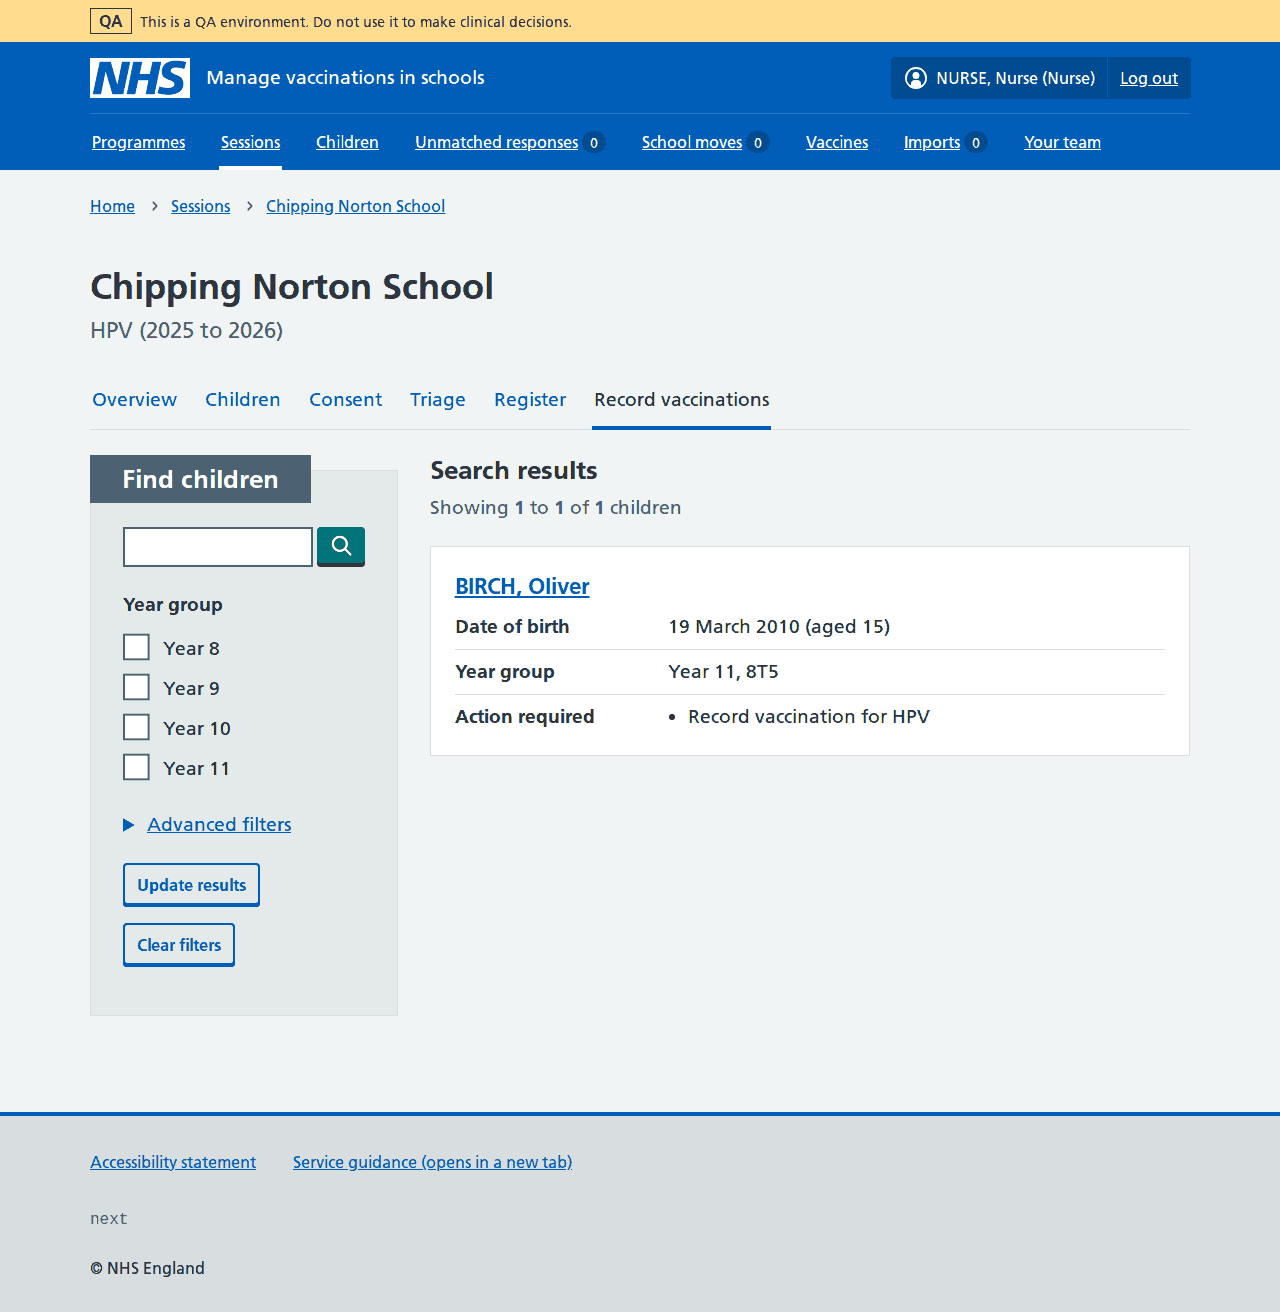 QA This is a QA environment. Do not use it to make clinical decisions.
NHS Manage vaccinations in schools NURSE, Nurse (Nurse) Log out
Programmes Sessions Children Unmatched responses 0 School moves 0 Vaccines Imports 0 Your team
Home Sessions Chipping Norton School
Chipping Norton School
HPV (2025 to 2026)
Overview Children Consent Triage Register Record vaccinations
Find children
Year group
Year 8
Year 9
Year 10
Year 11
Advanced filters
Update results
Clear filters
Search results
Showing 1 to 1 of 1 children
BIRCH, Oliver
Date of birth 19 March 2010 (aged 15)
Year group Year 11, 8T5
Action required • Record vaccination for HPV
Accessibility statement Service guidance (opens in a new tab)
next
© NHS England